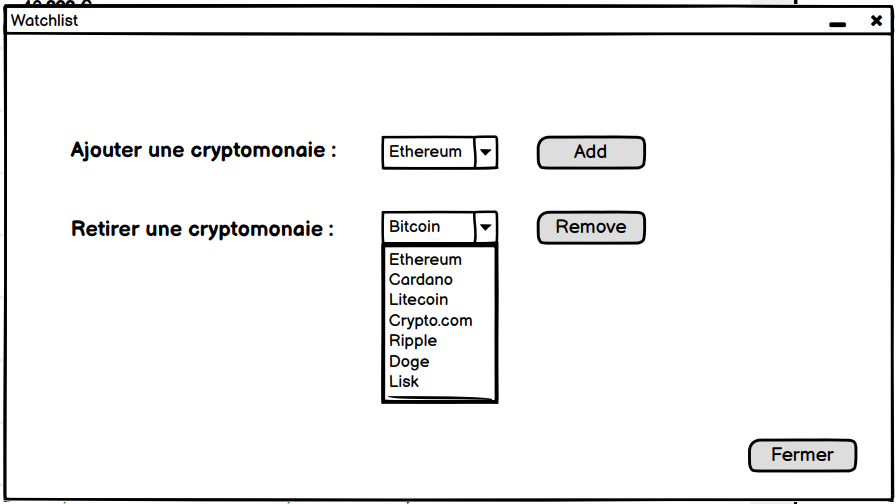 Watchlist
Ajouter une cryptomonaie : Ethereum Add
Retirer une cryptomonaie : Bitcoin Remove
Ethereum
Cardano
Litecoin
Crypto.com
Ripple
Doge
Lisk
Fermer